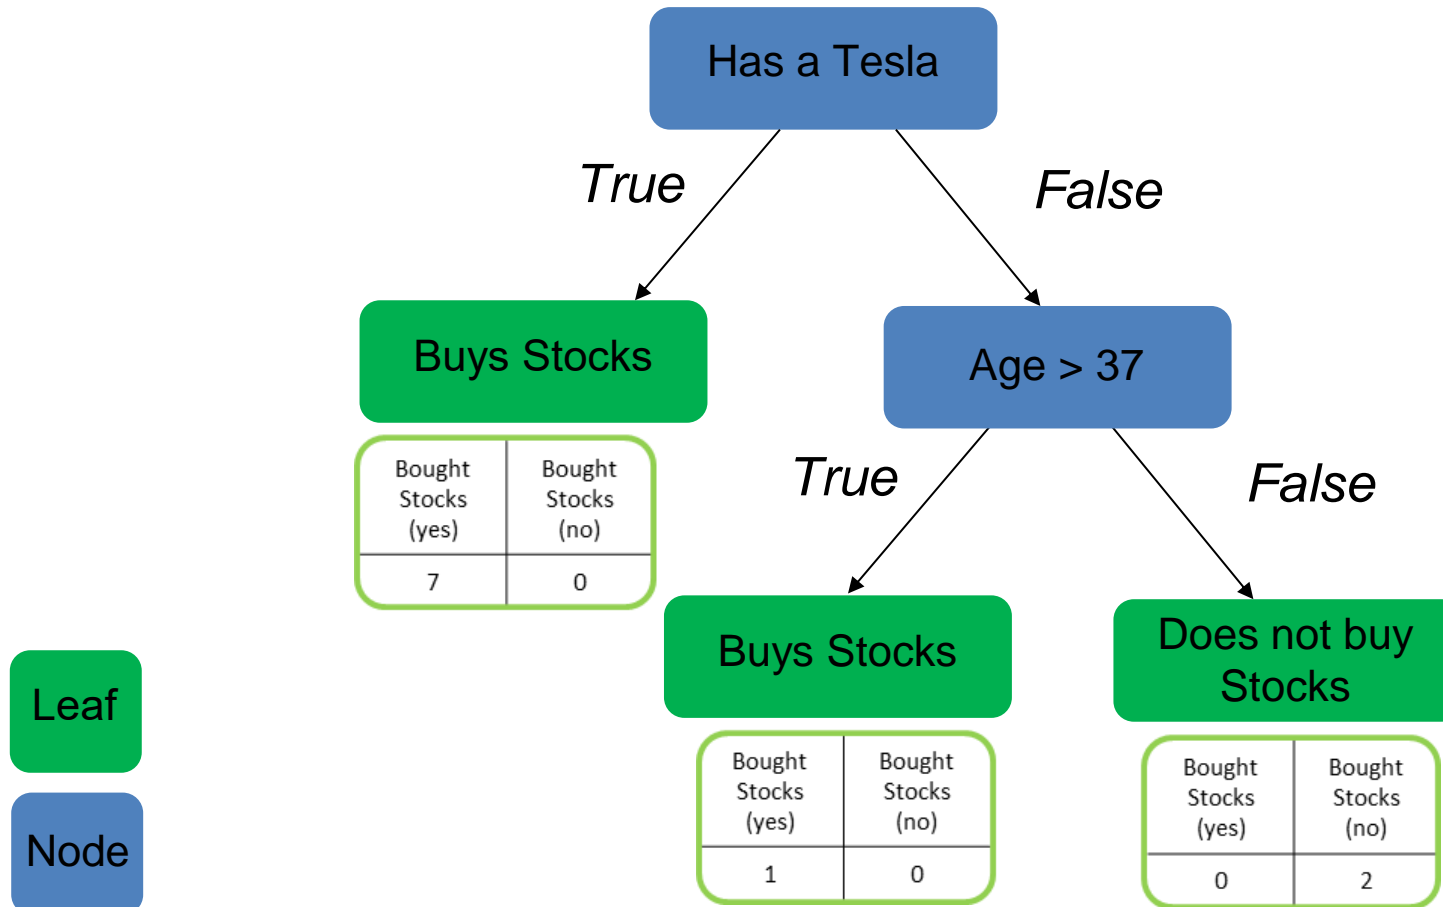 Has a Tesla
True
False
Buys Stocks
Age > 37
Bought Bought
Stocks Stocks
(yes) (no)
7 0
True
False
Buys Stocks
Does not buy
Stocks
Bought Bought
Stocks Stocks
(yes) (no)
1 0
Bought Bought
Stocks Stocks
(yes) (no)
0 2
Leaf
Node